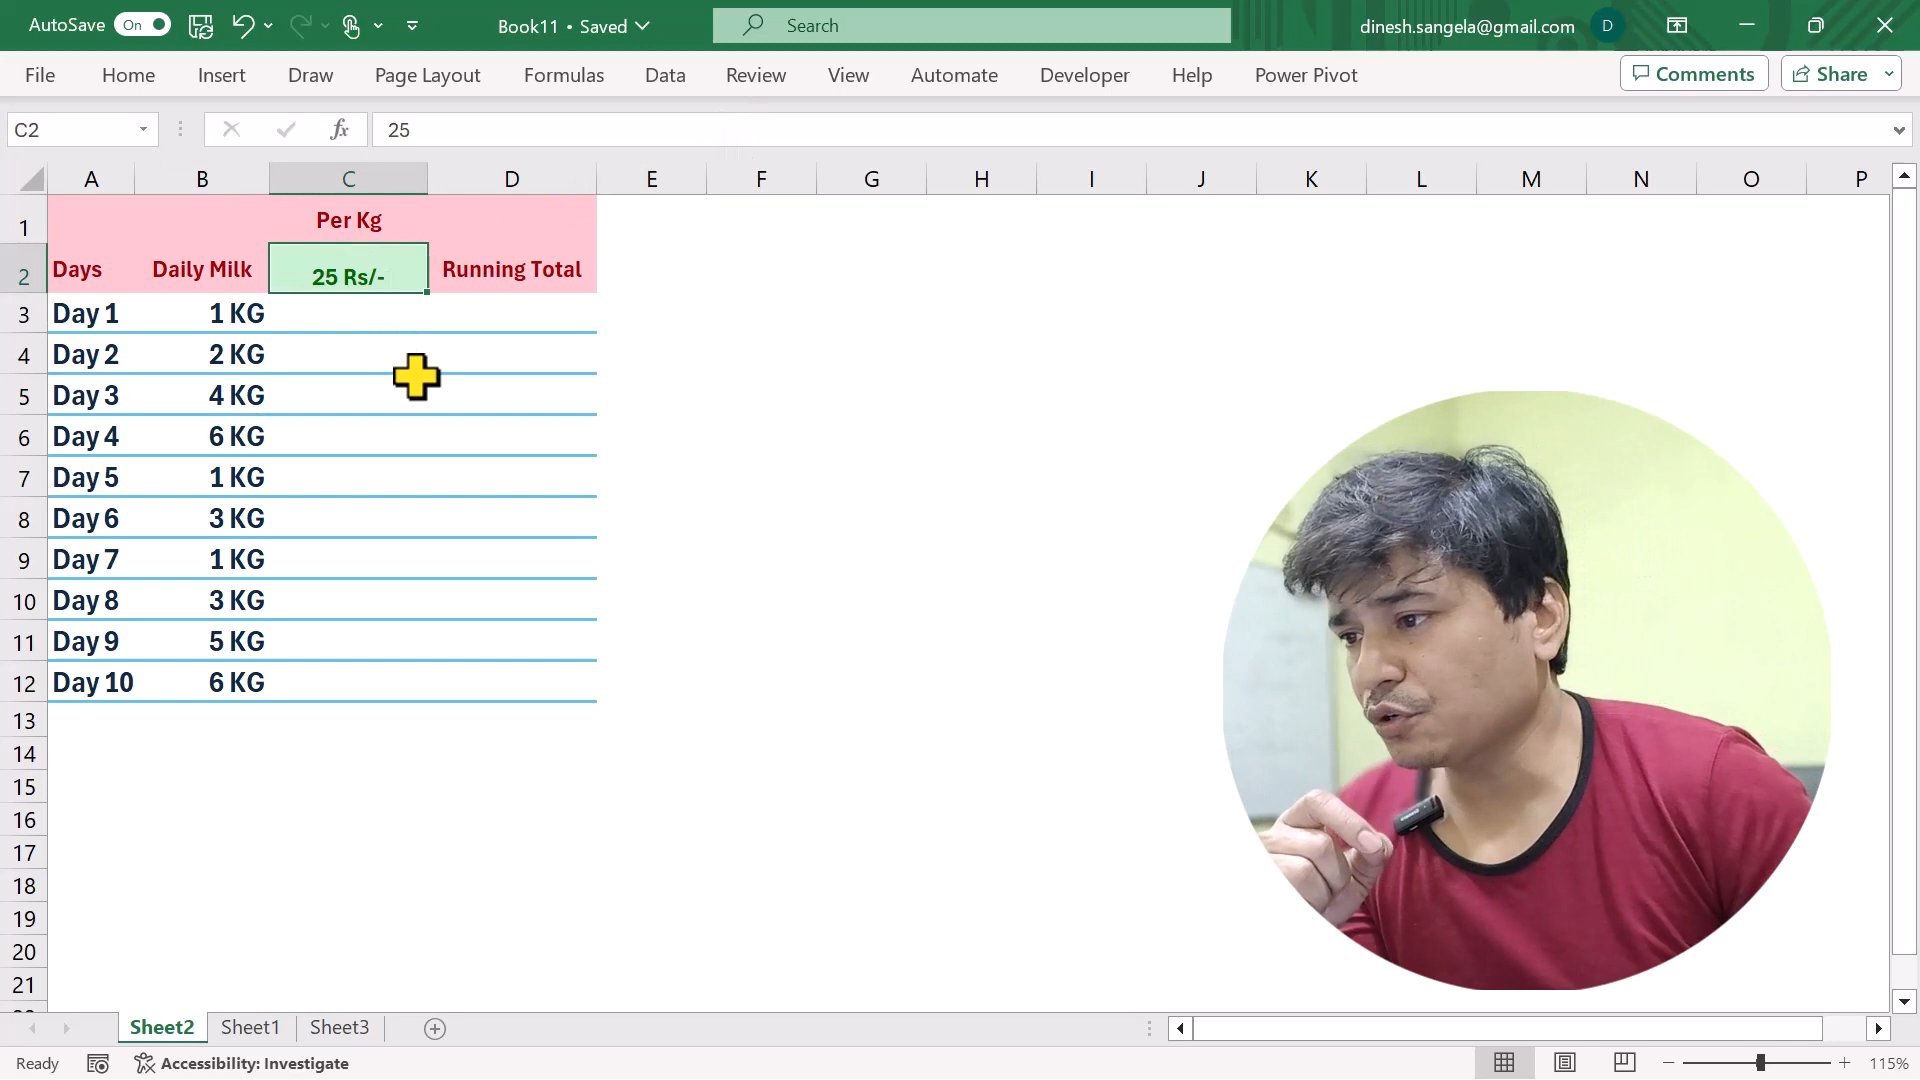 AutoSave On Book11 • Saved Search dinesh.sangela@gmail.com D
File Home Insert Draw Page Layout Formulas Data Review View Automate Developer Help Power Pivot Comments Share
C2 fx 25
A B C D E F G H I J K L M N O P
1 Per Kg
2 Days Daily Milk 25 Rs/- Running Total
3 Day 1 1 KG
4 Day 2 2 KG
5 Day 3 4 KG
6 Day 4 6 KG
7 Day 5 1 KG
8 Day 6 3 KG
9 Day 7 1 KG
10 Day 8 3 KG
11 Day 9 5 KG
12 Day 10 6 KG
13
14
15
16
17
18
19
20
21
Sheet2 Sheet1 Sheet3
Ready Accessibility: Investigate 115%